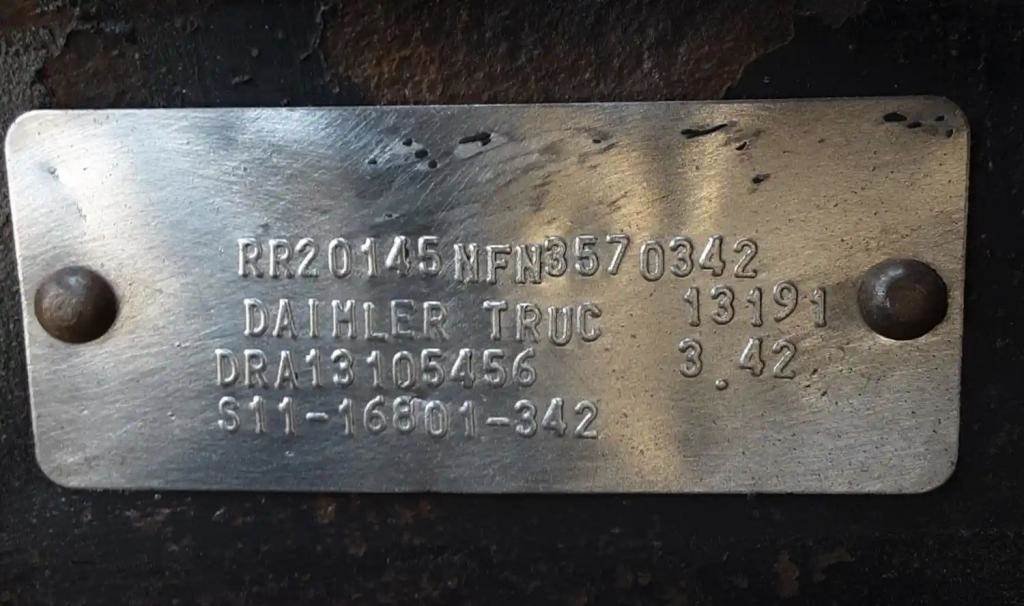 RR20145NFN3570342
DAIMLER TRUC 13191
DRA13105456 3.42
S11-16801-342